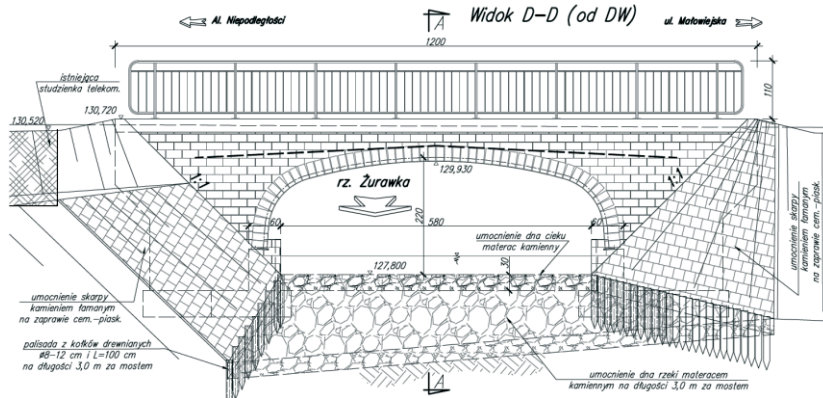 Al. Niepodległości
A
Widok D-D (od DW)
ul. Matowiejska
1200
istniejąca
studzienka telekom.
130,520
130,720
110
1:1
1:1
129,930
rz. Żurawka
220
60
580
60
umocnienie dna cieku
materac kamienny
127,800
30
umocnienie skarpy
kamieniem łamanym
na zaprawie cem.-piask.
umocnienie skarpy
kamieniem łamanym
na zaprawie cem.-piask.
palisada z kołków drewnianych
ø8-12 cm i L=100 cm
na długości 3,0 m za mostem
umocnienie dna rzeki materacem
kamiennym na długości 3,0 m za mostem
A